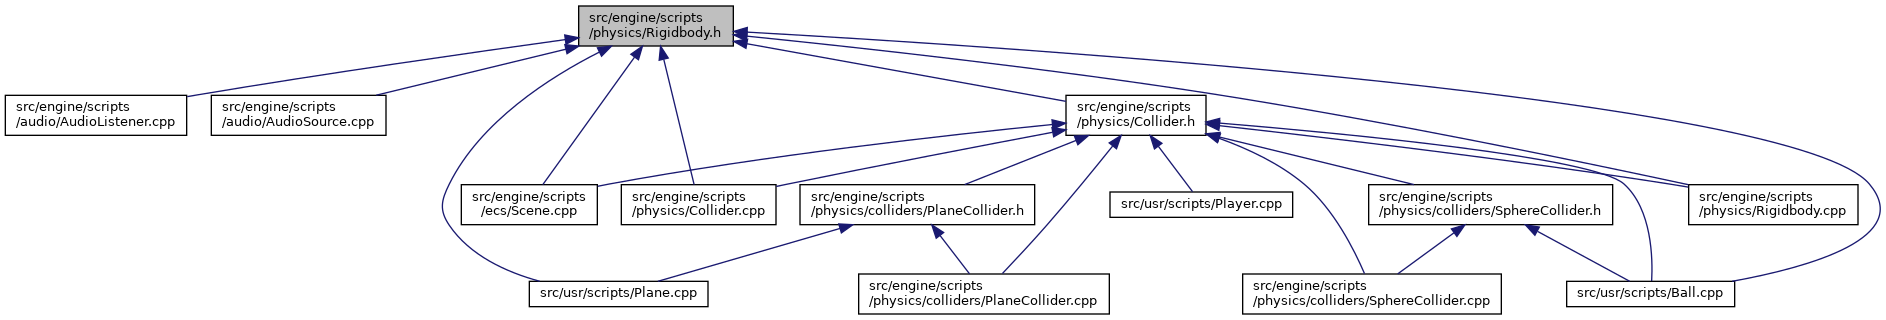 src/engine/scripts
/physics/Rigidbody.h
src/engine/scripts
/audio/AudioListener.cpp
src/engine/scripts
/audio/AudioSource.cpp
src/engine/scripts
/physics/Collider.h
src/engine/scripts
/ecs/Scene.cpp
src/engine/scripts
/physics/Collider.cpp
src/engine/scripts
/physics/colliders/PlaneCollider.h
src/usr/scripts/Player.cpp
src/engine/scripts
/physics/colliders/SphereCollider.h
src/engine/scripts
/physics/Rigidbody.cpp
src/usr/scripts/Plane.cpp
src/engine/scripts
/physics/colliders/PlaneCollider.cpp
src/engine/scripts
/physics/colliders/SphereCollider.cpp
src/usr/scripts/Ball.cpp